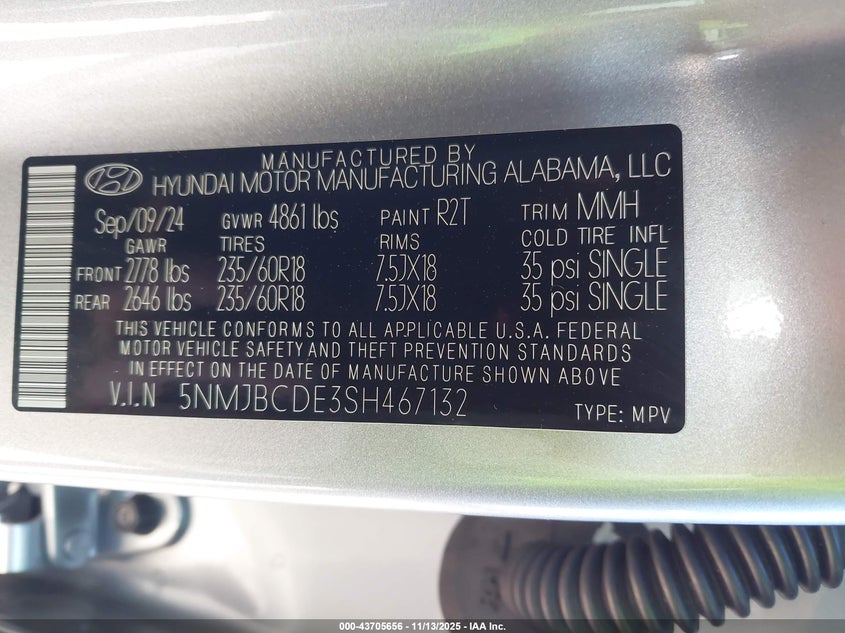 MANUFACTURED BY
HYUNDAI MOTOR MANUFACTURING ALABAMA, LLC
Sep/09/24 GVWR 4861 lbs PAINT R2T TRIM MMH
GAWR TIRES RIMS COLD TIRE INFL
FRONT 2778 lbs 235/60R18 7.5JX18 35 psi SINGLE
REAR 2646 lbs 235/60R18 7.5JX18 35 psi SINGLE
THIS VEHICLE CONFORMS TO ALL APPLICABLE U.S.A. FEDERAL
MOTOR VEHICLE SAFETY AND THEFT PREVENTION STANDARDS
IN EFFECT ON THE DATE OF MANUFACTURE SHOWN ABOVE
V.I.N 5NMJBCDE3SH467132 TYPE: MPV
000-43705656 - 11/13/2025 - IAA Inc.